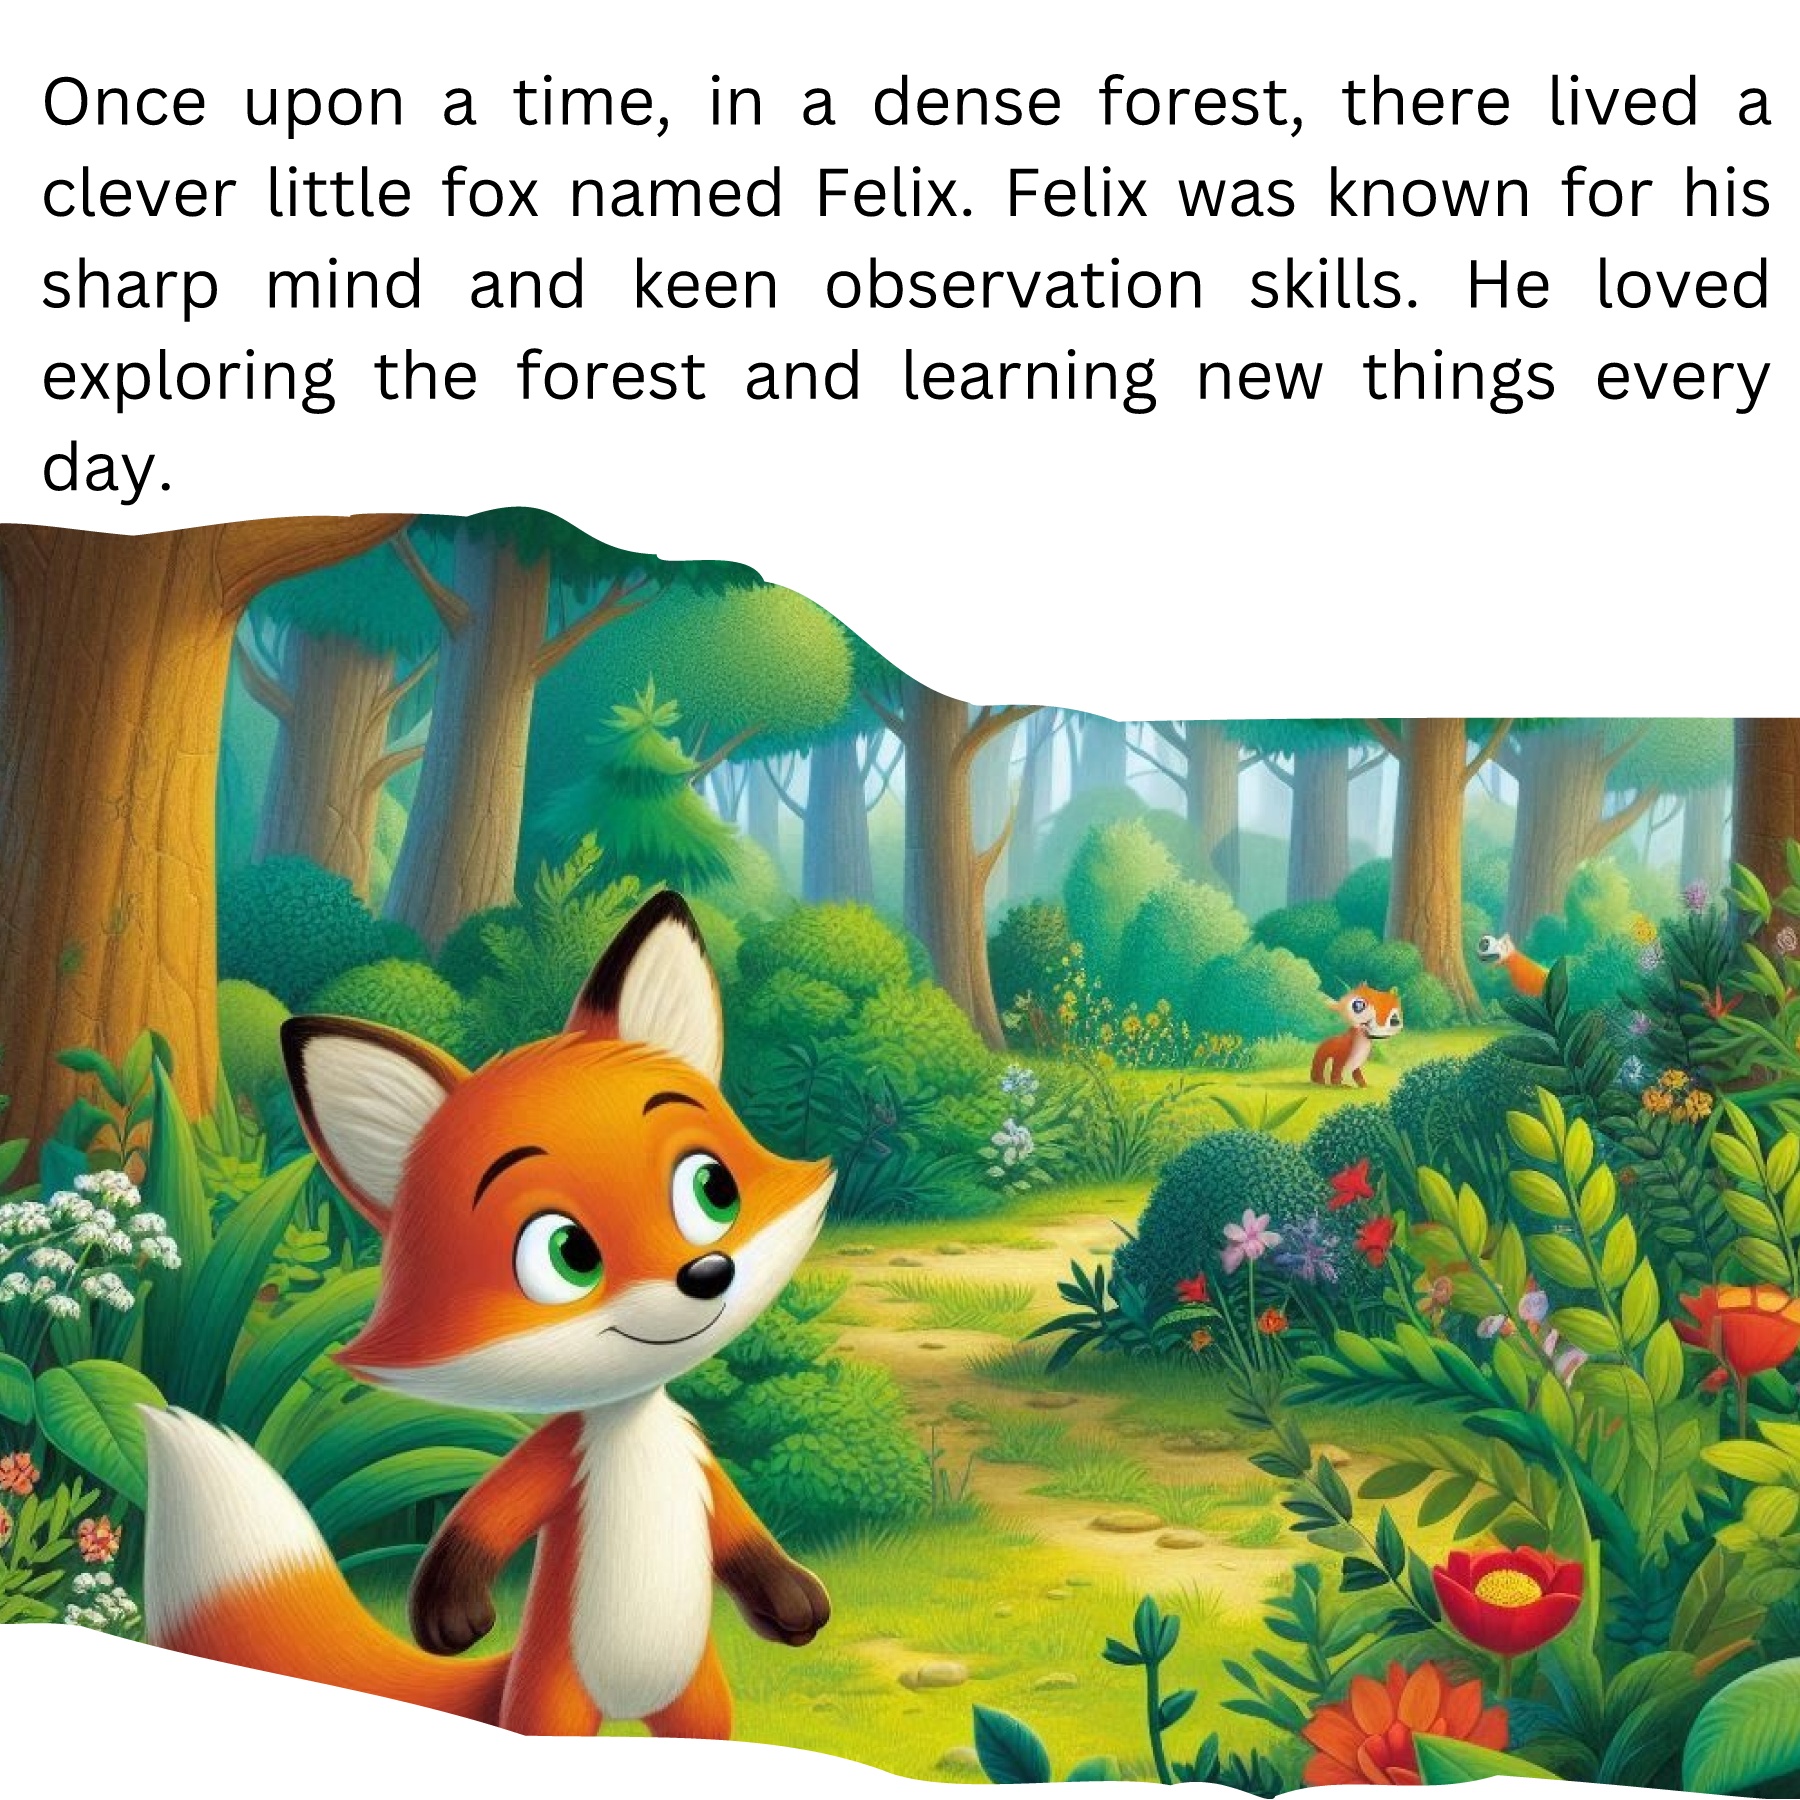 Once upon a time, in a dense forest, there lived a
clever little fox named Felix. Felix was known for his
sharp mind and keen observation skills. He loved
exploring the forest and learning new things every
day.